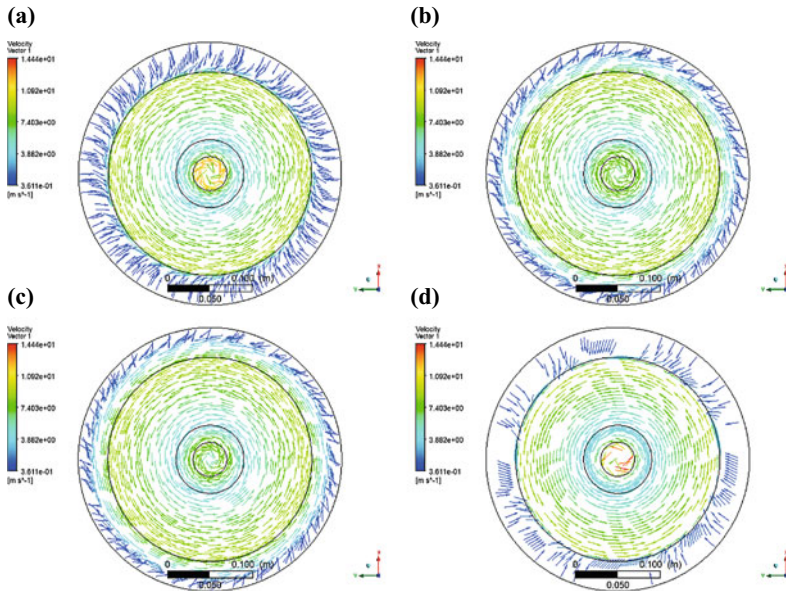 (a)
Velocity
Vector 1
1.444e+01
1.092e+01
7.403e+00
3.882e+00
3.611e-01
[m s^-1]
0 0.100 (m)
0.050
X
Y
(b)
Velocity
Vector 1
1.444e+01
1.092e+01
7.403e+00
3.882e+00
3.611e-01
[m s^-1]
0 0.100 (m)
0.050
X
Y
(c)
Velocity
Vector 1
1.444e+01
1.092e+01
7.403e+00
3.882e+00
3.611e-01
[m s^-1]
0 0.100 (m)
0.050
X
Y
(d)
Velocity
Vector 1
1.444e+01
1.092e+01
7.403e+00
3.882e+00
3.611e-01
[m s^-1]
0 0.100 (m)
0.050
X
Y